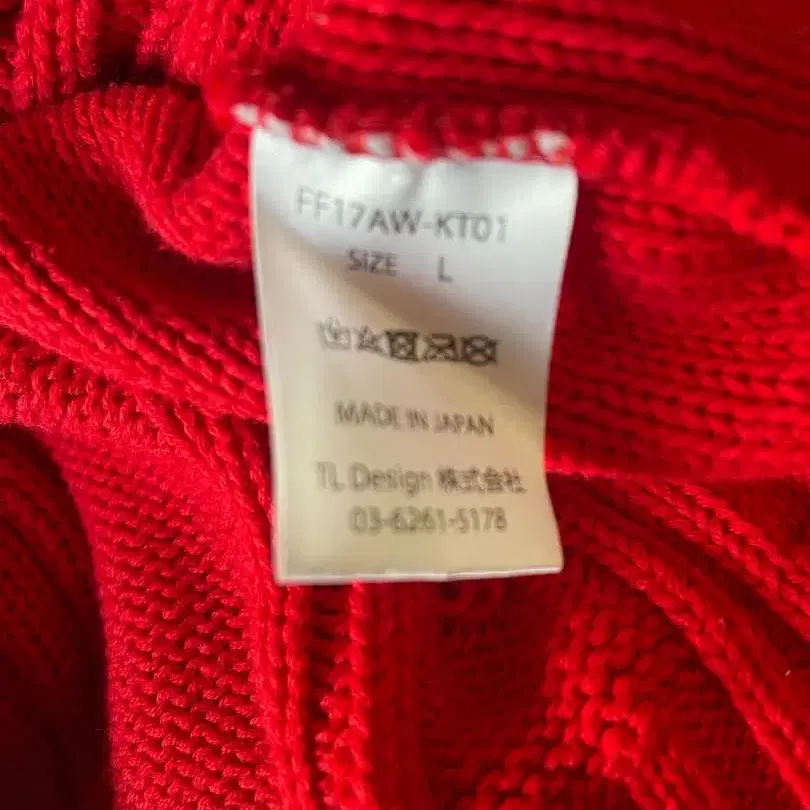 FF17AW-KT01
SIZE L
MADE IN JAPAN
TL Design 株式会社
03-6261-5178